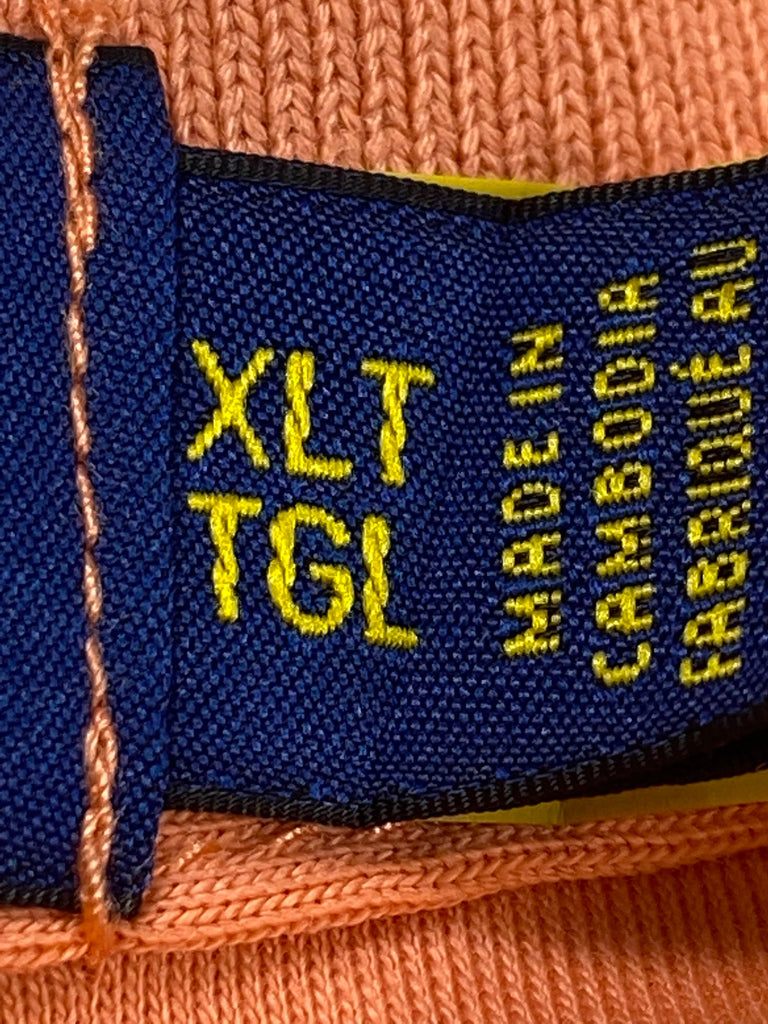 XLT
TGL
MADE IN
CAMBODIA
FABRIQUÉ AU